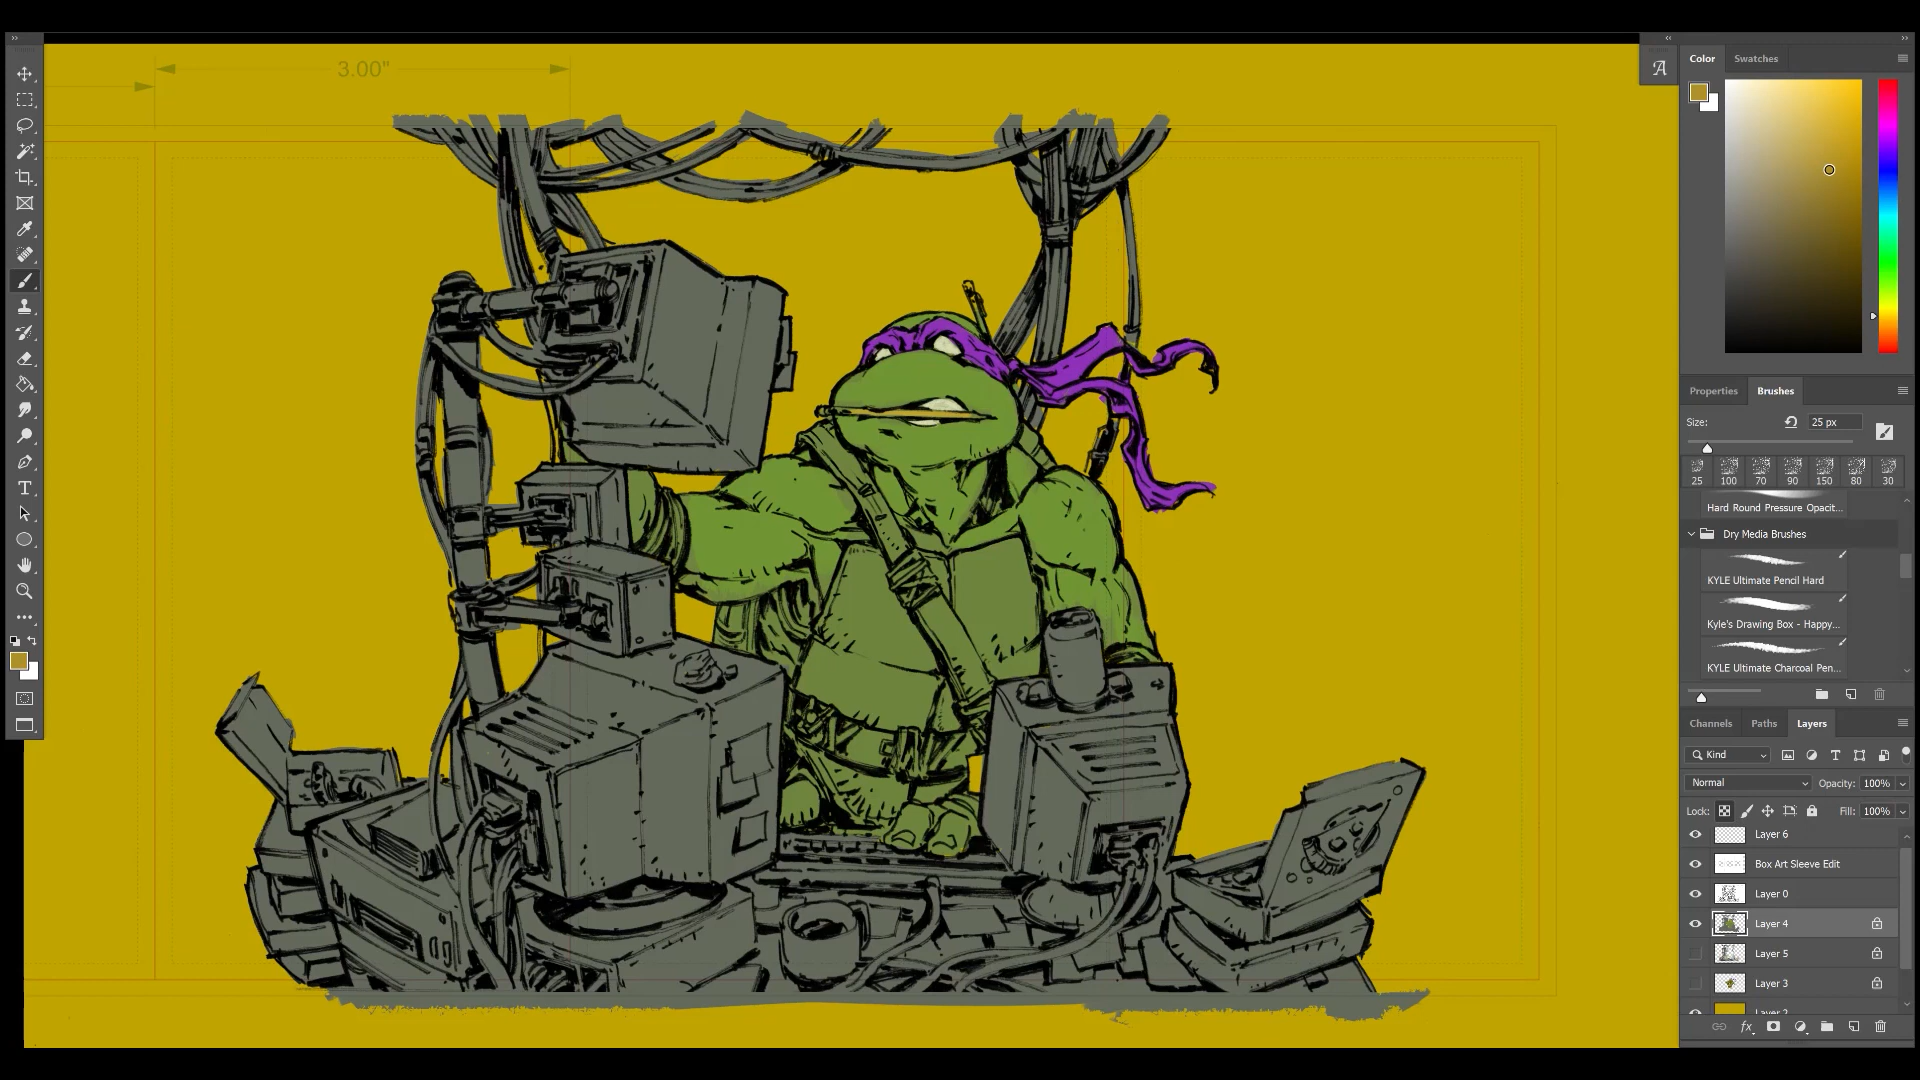 3.00"
A
Color
Swatches
Properties
Brushes
Size:
25 px
25
100
70
90
150
80
30
Hard Round Pressure Opacit...
Dry Media Brushes
KYLE Ultimate Pencil Hard
Kyle's Drawing Box - Happy...
KYLE Ultimate Charcoal Pen...
Channels
Paths
Layers
Kind
Normal
Opacity:
100%
Lock:
Fill:
100%
Layer 6
Box Art Sleeve Edit
Layer 0
Layer 4
Layer 5
Layer 3
Layer 2
fx